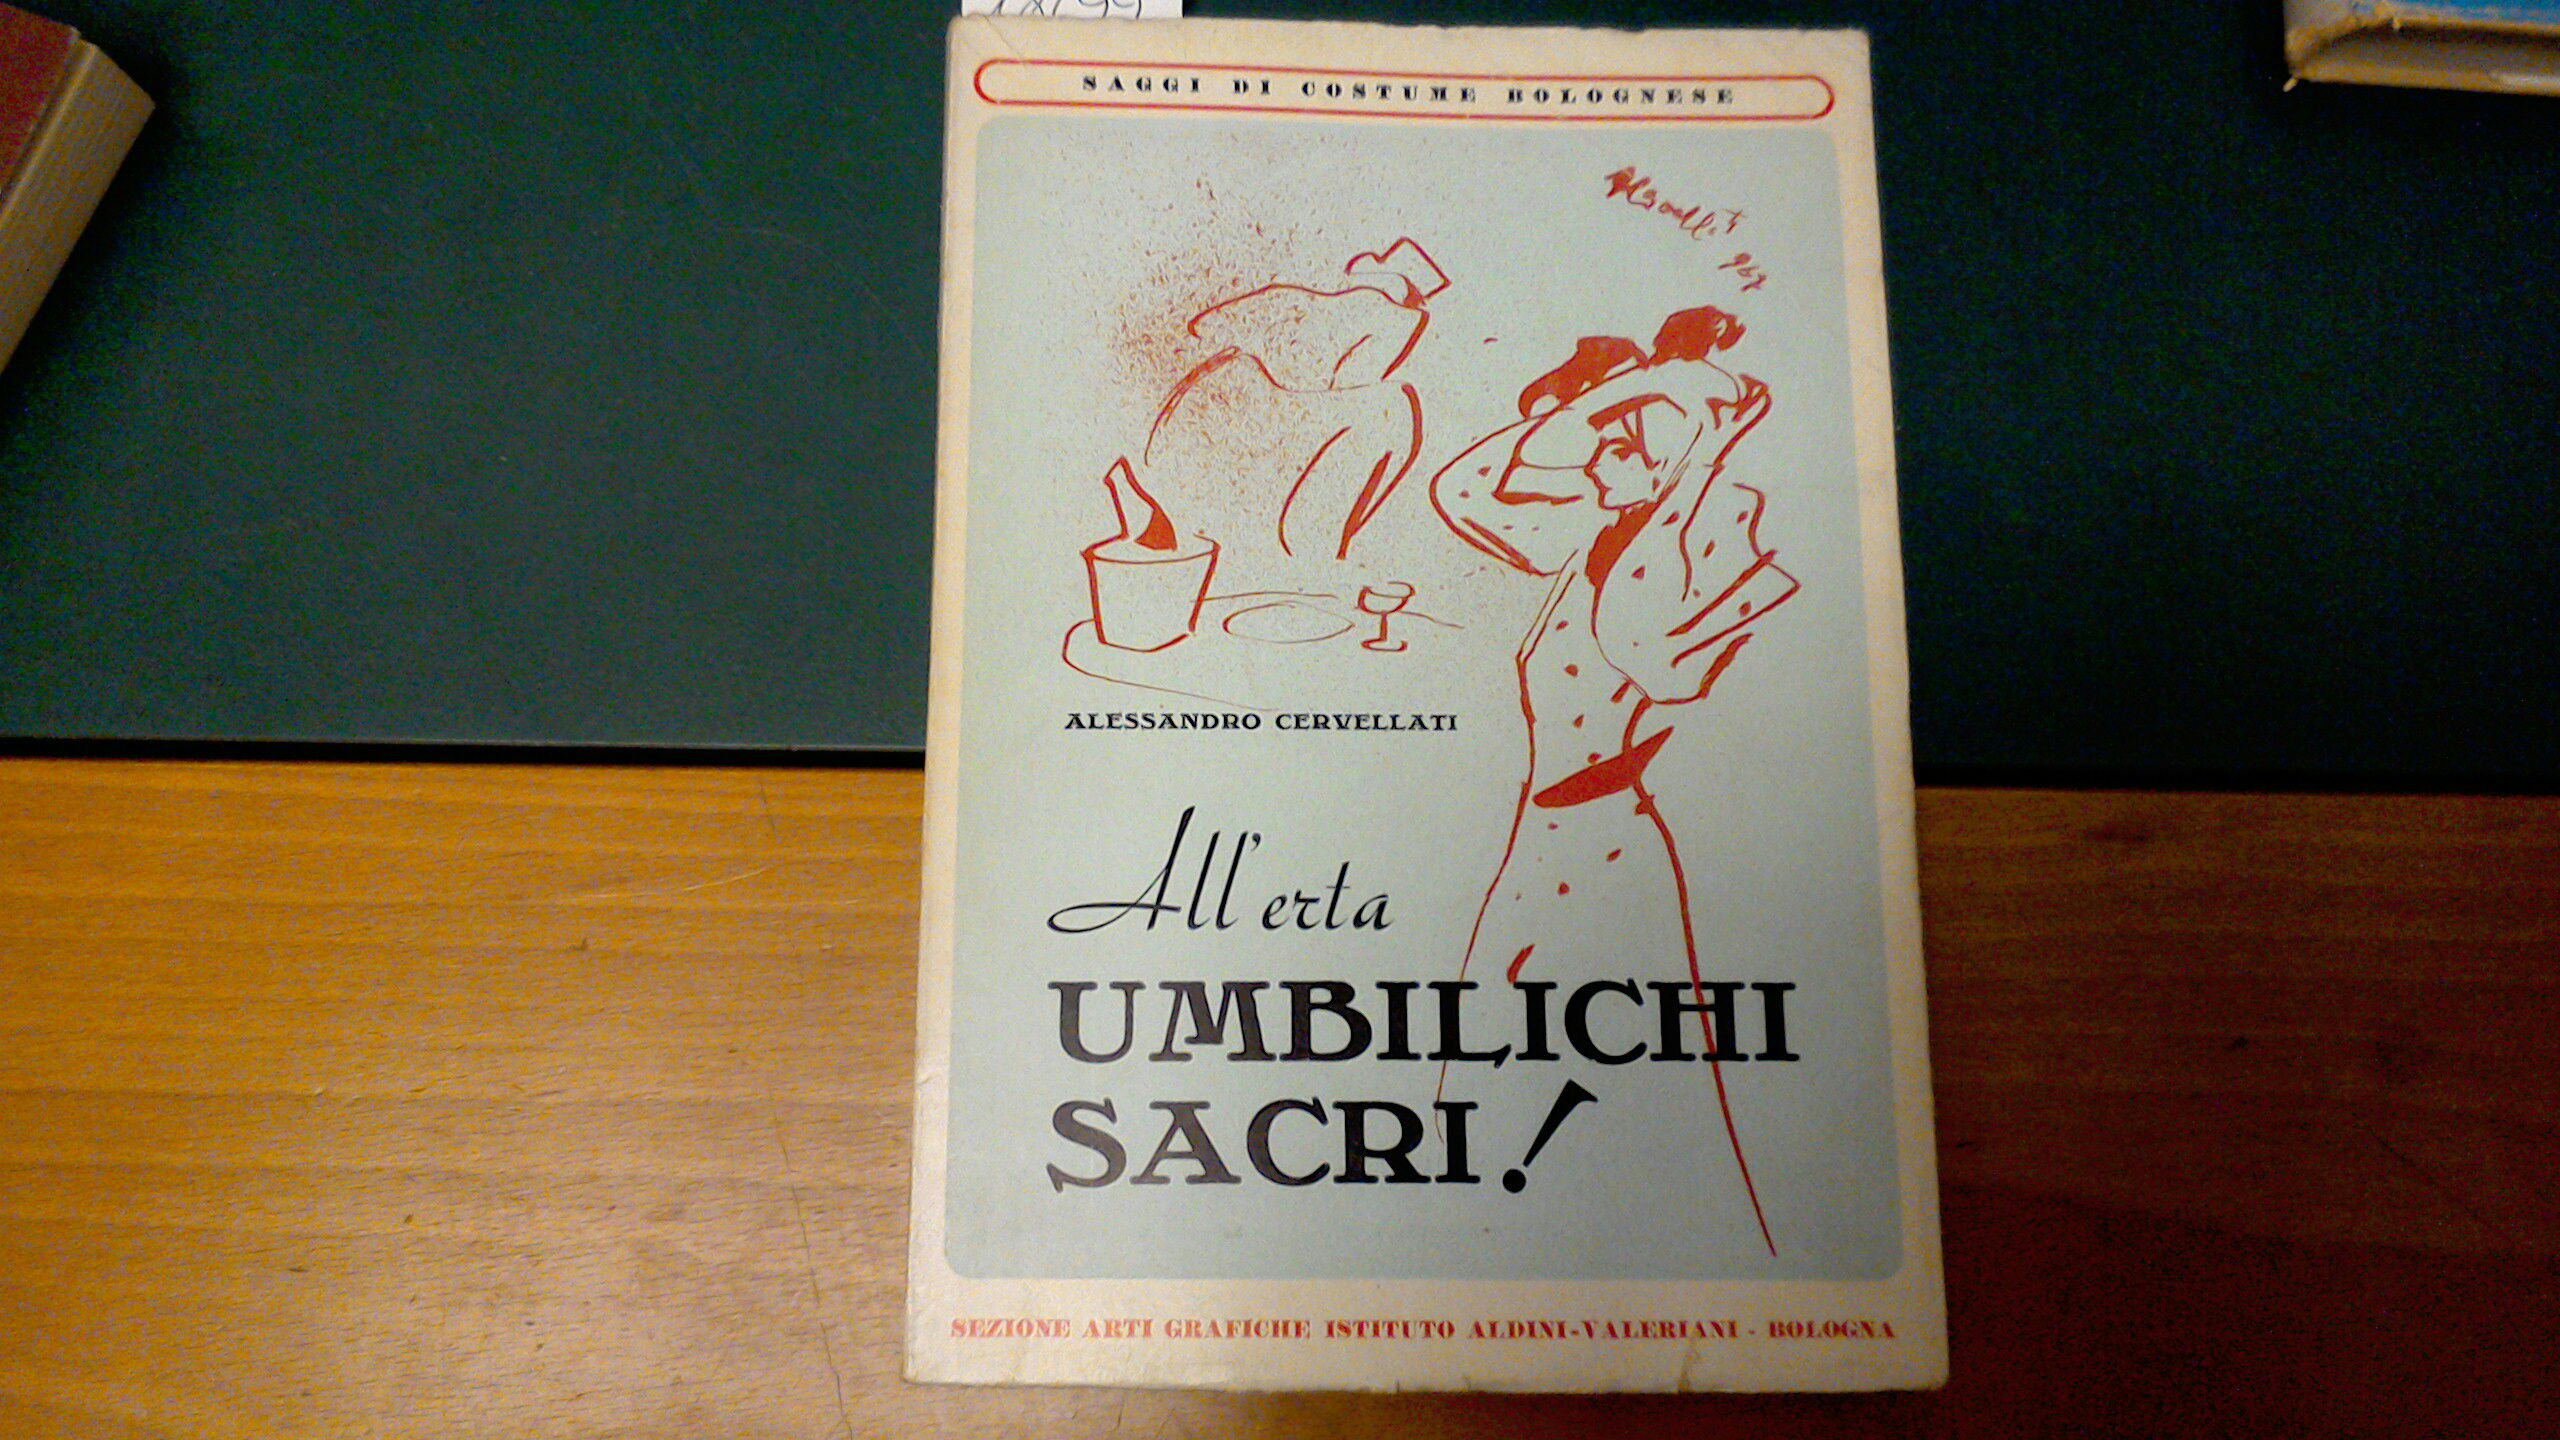 SAGGI DI COSTUME BOLOGNESE
ALESSANDRO CERVELLATI
All'erta
UMBILICHI
SACRI!
SEZIONE ARTI GRAFICHE ISTITUTO ALDINI-VALERIANI - BOLOGNA